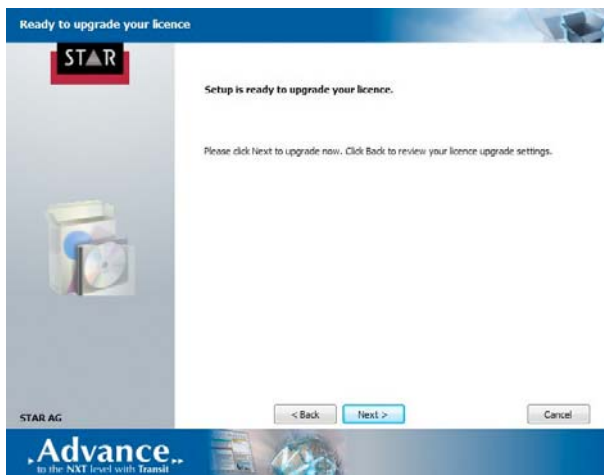 Ready to upgrade your licence
STAR
Setup is ready to upgrade your licence.
Please click Next to upgrade now. Click Back to review your licence upgrade settings.
STAR AG
< Back
Next >
Cancel
Advance..
to the NXT level with Transit